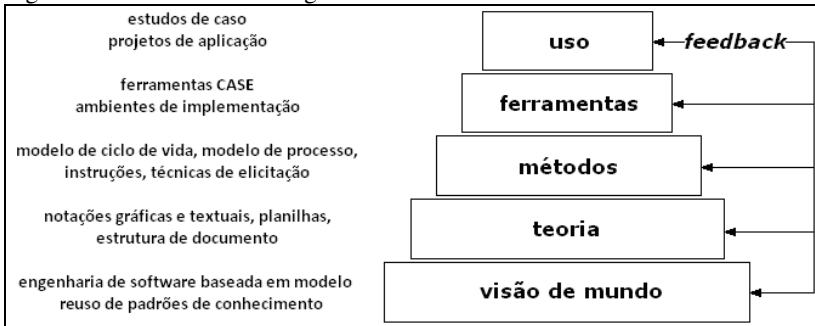 estudos de caso
projetos de aplicação
uso
feedback
ferramentas CASE
ambientes de implementação
ferramentas
modelo de ciclo de vida, modelo de processo,
instruções, técnicas de elicitação
métodos
notações gráficas e textuais, planilhas,
estrutura de documento
teoria
engenharia de software baseada em modelo
reuso de padrões de conhecimento
visão de mundo